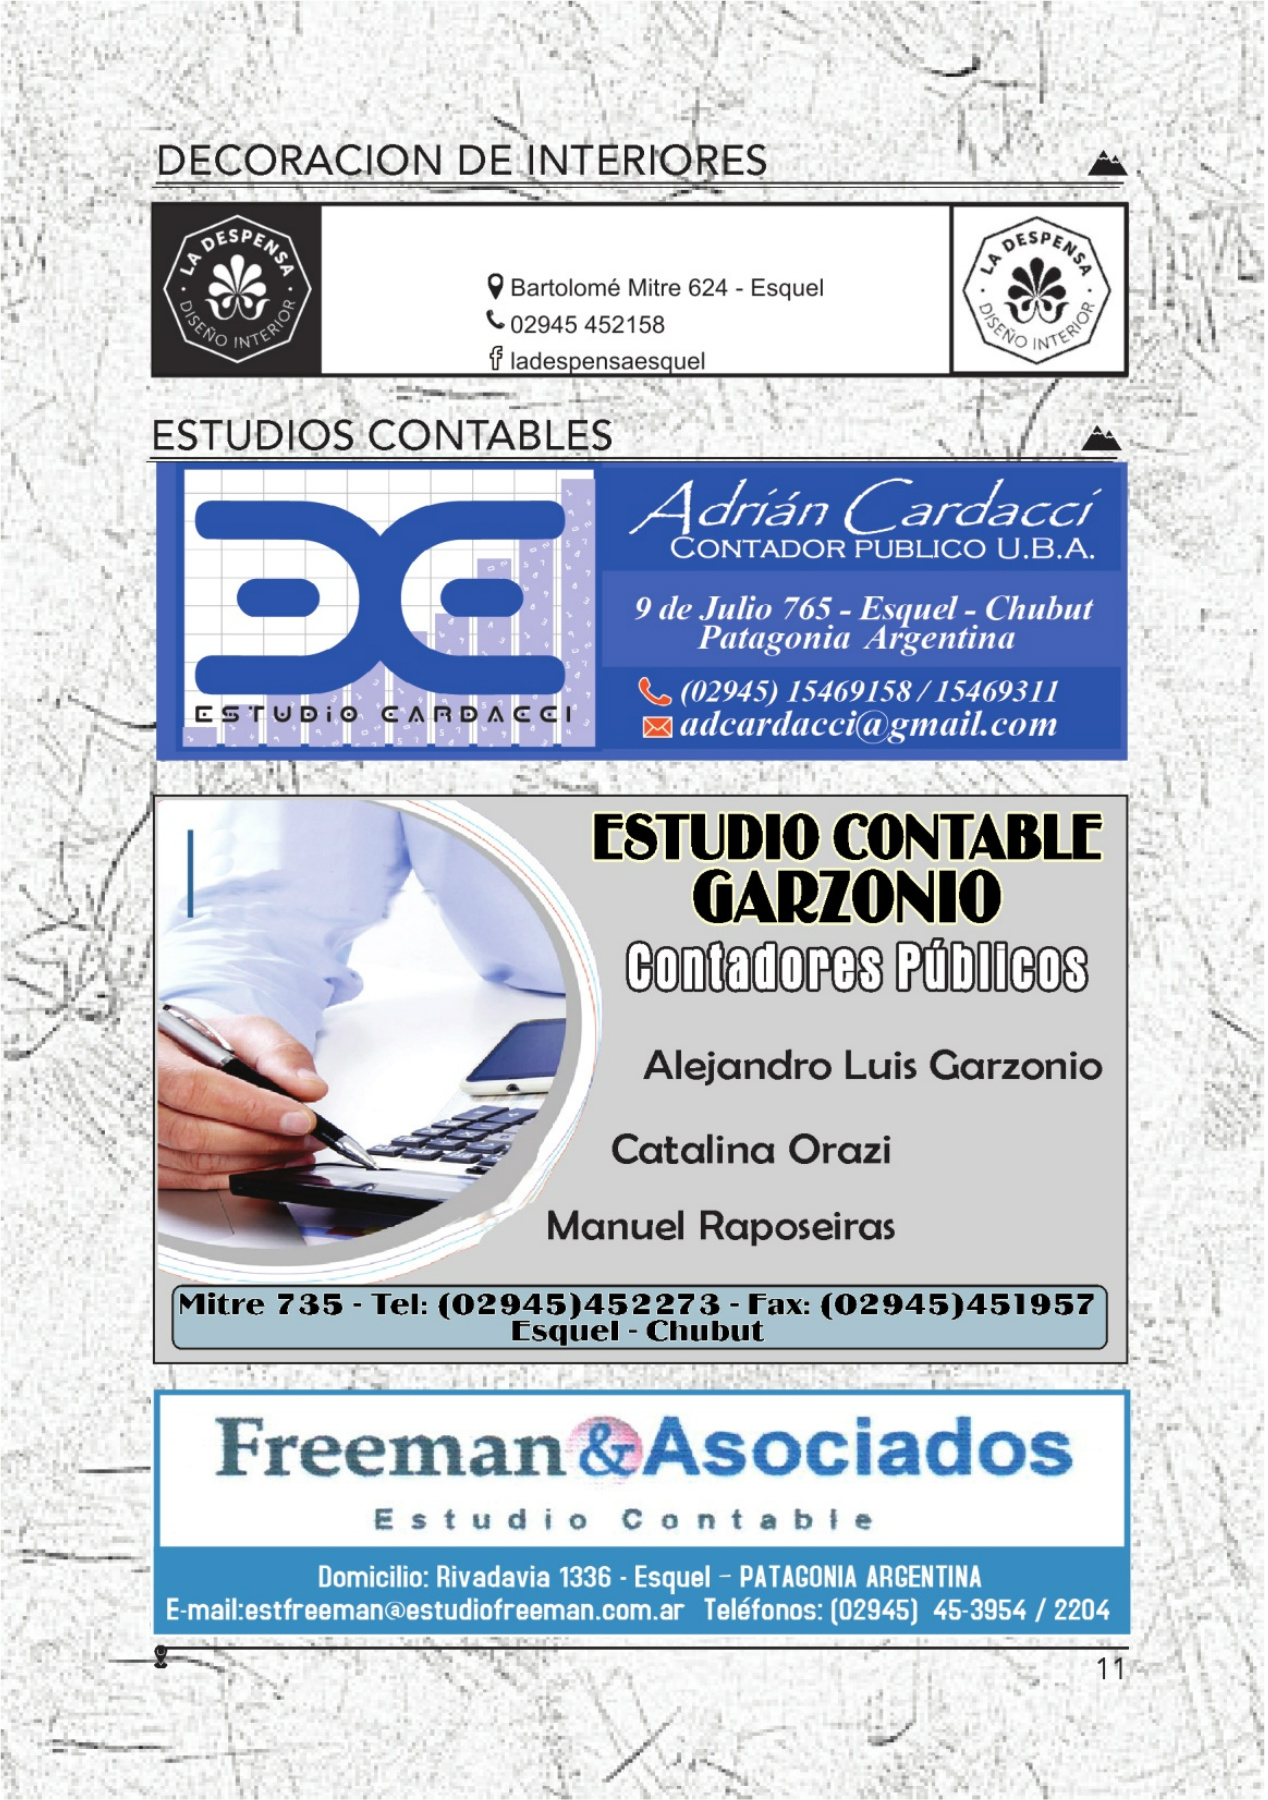 DECORACION DE INTERIORES
LA DESPENSA
DISEÑO INTERIOR
Bartolomé Mitre 624 - Esquel
02945 452158
ladespensaesquel
LA DESPENSA
DISEÑO INTERIOR
ESTUDIOS CONTABLES
ESTUDiO CARDACCI
Adrián Cardacci
CONTADOR PUBLICO U.B.A.
9 de Julio 765 - Esquel - Chubut
Patagonia Argentina
(02945) 15469158 / 15469311
adcardacci@gmail.com
ESTUDIO CONTABLE
GARZONIO
Contadores Públicos
Alejandro Luis Garzonio
Catalina Orazi
Manuel Raposeiras
Mitre 735 - Tel: (02945)452273 - Fax: (02945)451957
Esquel - Chubut
Freeman&Asociados
Estudio Contable
Domicilio: Rivadavia 1336 - Esquel – PATAGONIA ARGENTINA
E-mail:estfreeman@estudiofreeman.com.ar Teléfonos: (02945) 45-3954 / 2204
11